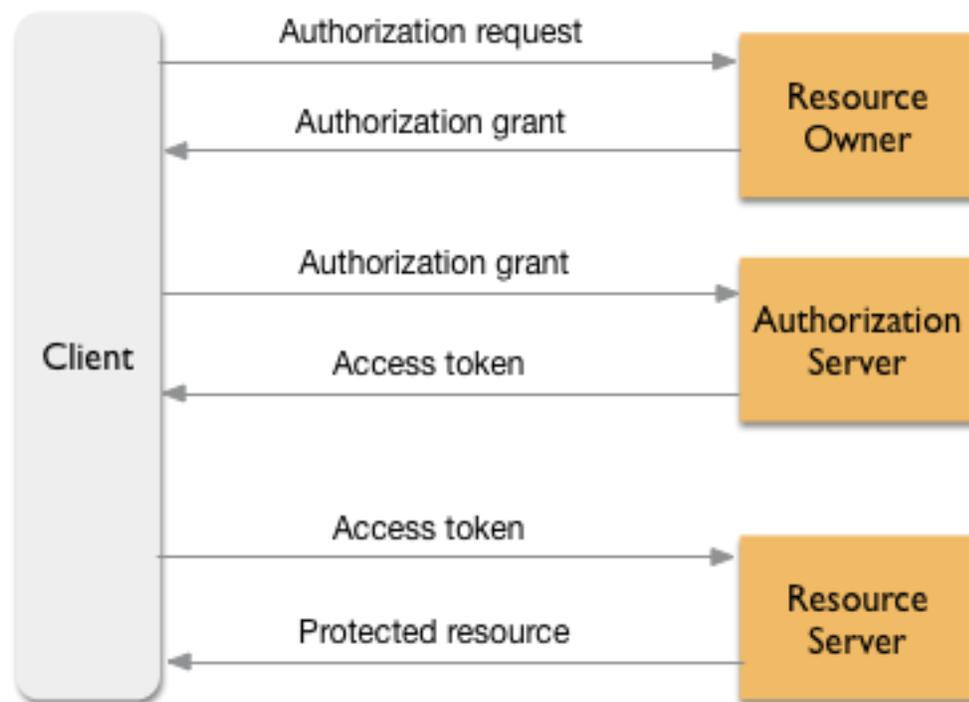 Authorization request
Resource
Owner
Authorization grant
Authorization grant
Authorization
Server
Client
Access token
Access token
Resource
Server
Protected resource